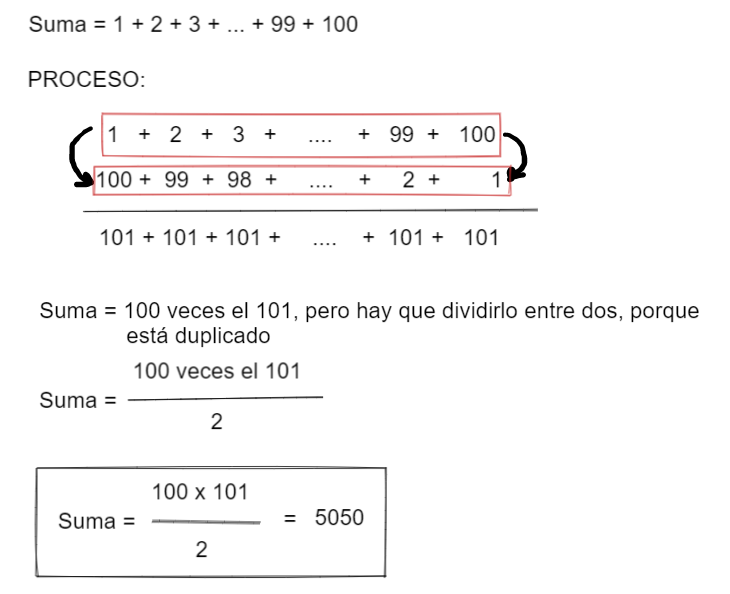 Suma = 1 + 2 + 3 + ... + 99 + 100
PROCESO:
1 + 2 + 3 + .... + 99 + 100
100 + 99 + 98 + .... + 2 + 1
101 + 101 + 101 + .... + 101 + 101
Suma = 100 veces el 101, pero hay que dividirlo entre dos, porque
está duplicado
100 veces el 101
Suma =
2
100 x 101
Suma = = 5050
2